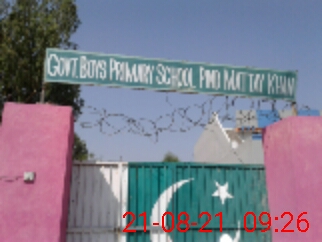 GOVT. BOYS PRIMARY SCHOOL PIND MATTAY KHAN
21-08-21 09:26